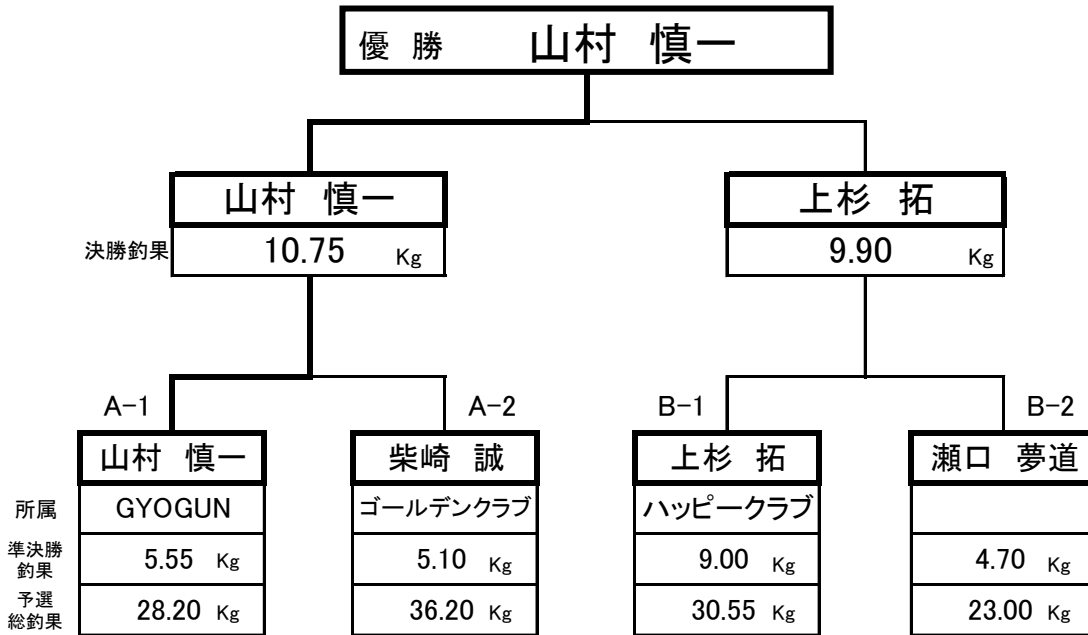 優 勝 山村 慎一
山村 慎一 上杉 拓
決勝釣果 10.75 Kg 9.90 Kg
A-1 A-2 B-1 B-2
山村 慎一 柴崎 誠 上杉 拓 瀬口 夢道
所属 GYOGUN ゴールデンクラブ ハッピークラブ
準決勝
釣果 5.55 Kg 5.10 Kg 9.00 Kg 4.70 Kg
予選
総釣果 28.20 Kg 36.20 Kg 30.55 Kg 23.00 Kg